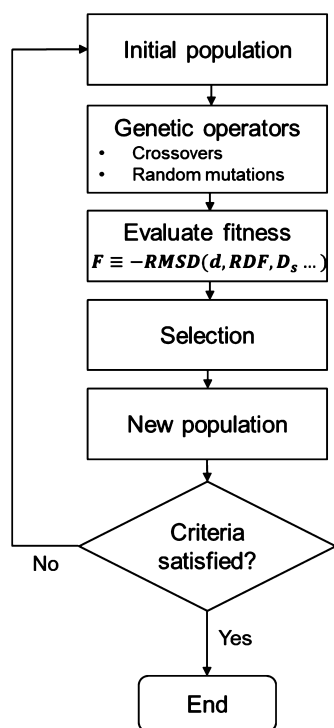 Initial population
Genetic operators
• Crossovers
• Random mutations
Evaluate fitness
F ≡ −RMSD(d, RDF, Dₛ …)
Selection
New population
Criteria
satisfied?
No
Yes
End